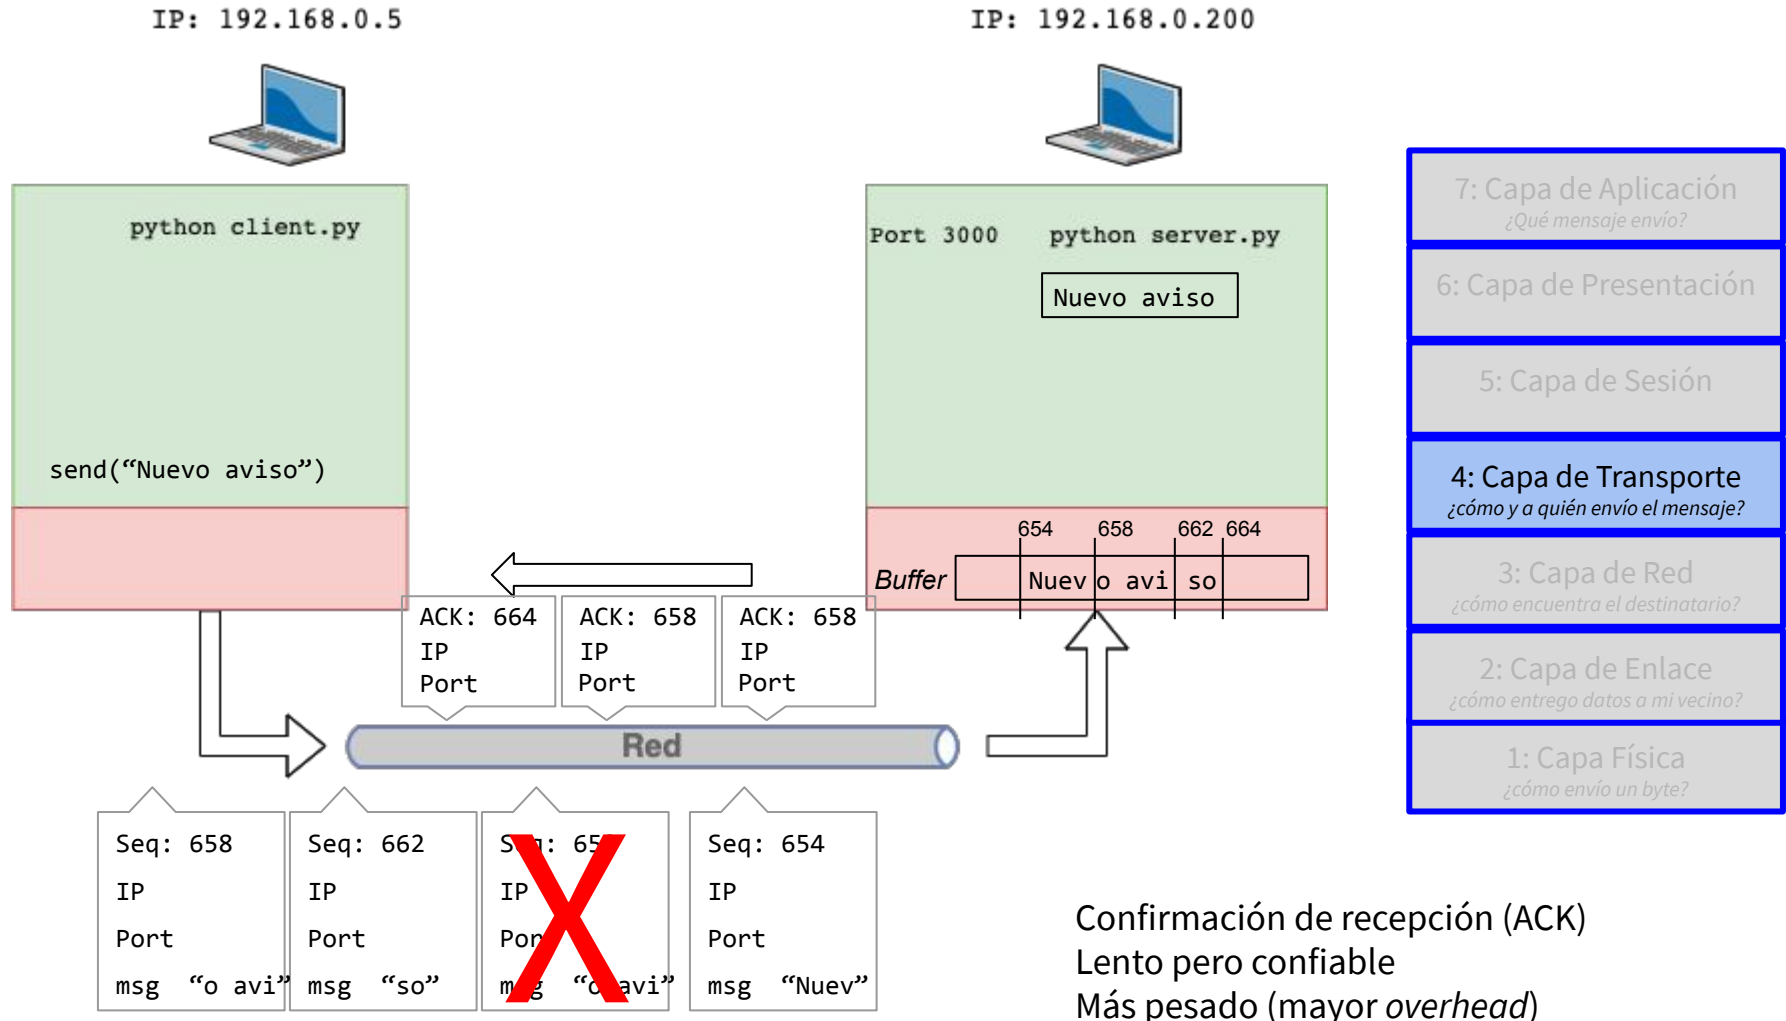 IP: 192.168.0.5
IP: 192.168.0.200
python client.py
send(“Nuevo aviso”)
Port 3000 python server.py
Nuevo aviso
654 658 662 664
Buffer Nuev o avi so
7: Capa de Aplicación
¿Qué mensaje envío?
6: Capa de Presentación
5: Capa de Sesión
4: Capa de Transporte
¿cómo y a quién envío el mensaje?
3: Capa de Red
¿cómo encuentra el destinatario?
2: Capa de Enlace
¿cómo entrego datos a mi vecino?
1: Capa Física
¿cómo envío un byte?
ACK: 664
IP
Port
ACK: 658
IP
Port
ACK: 658
IP
Port
Red
Seq: 658
IP
Port
msg “o avi”
Seq: 662
IP
Port
msg “so”
IP
“o avi”
Seq: 654
IP
Port
msg “Nuev”
Confirmación de recepción (ACK)
Lento pero confiable
Más pesado (mayor overhead)